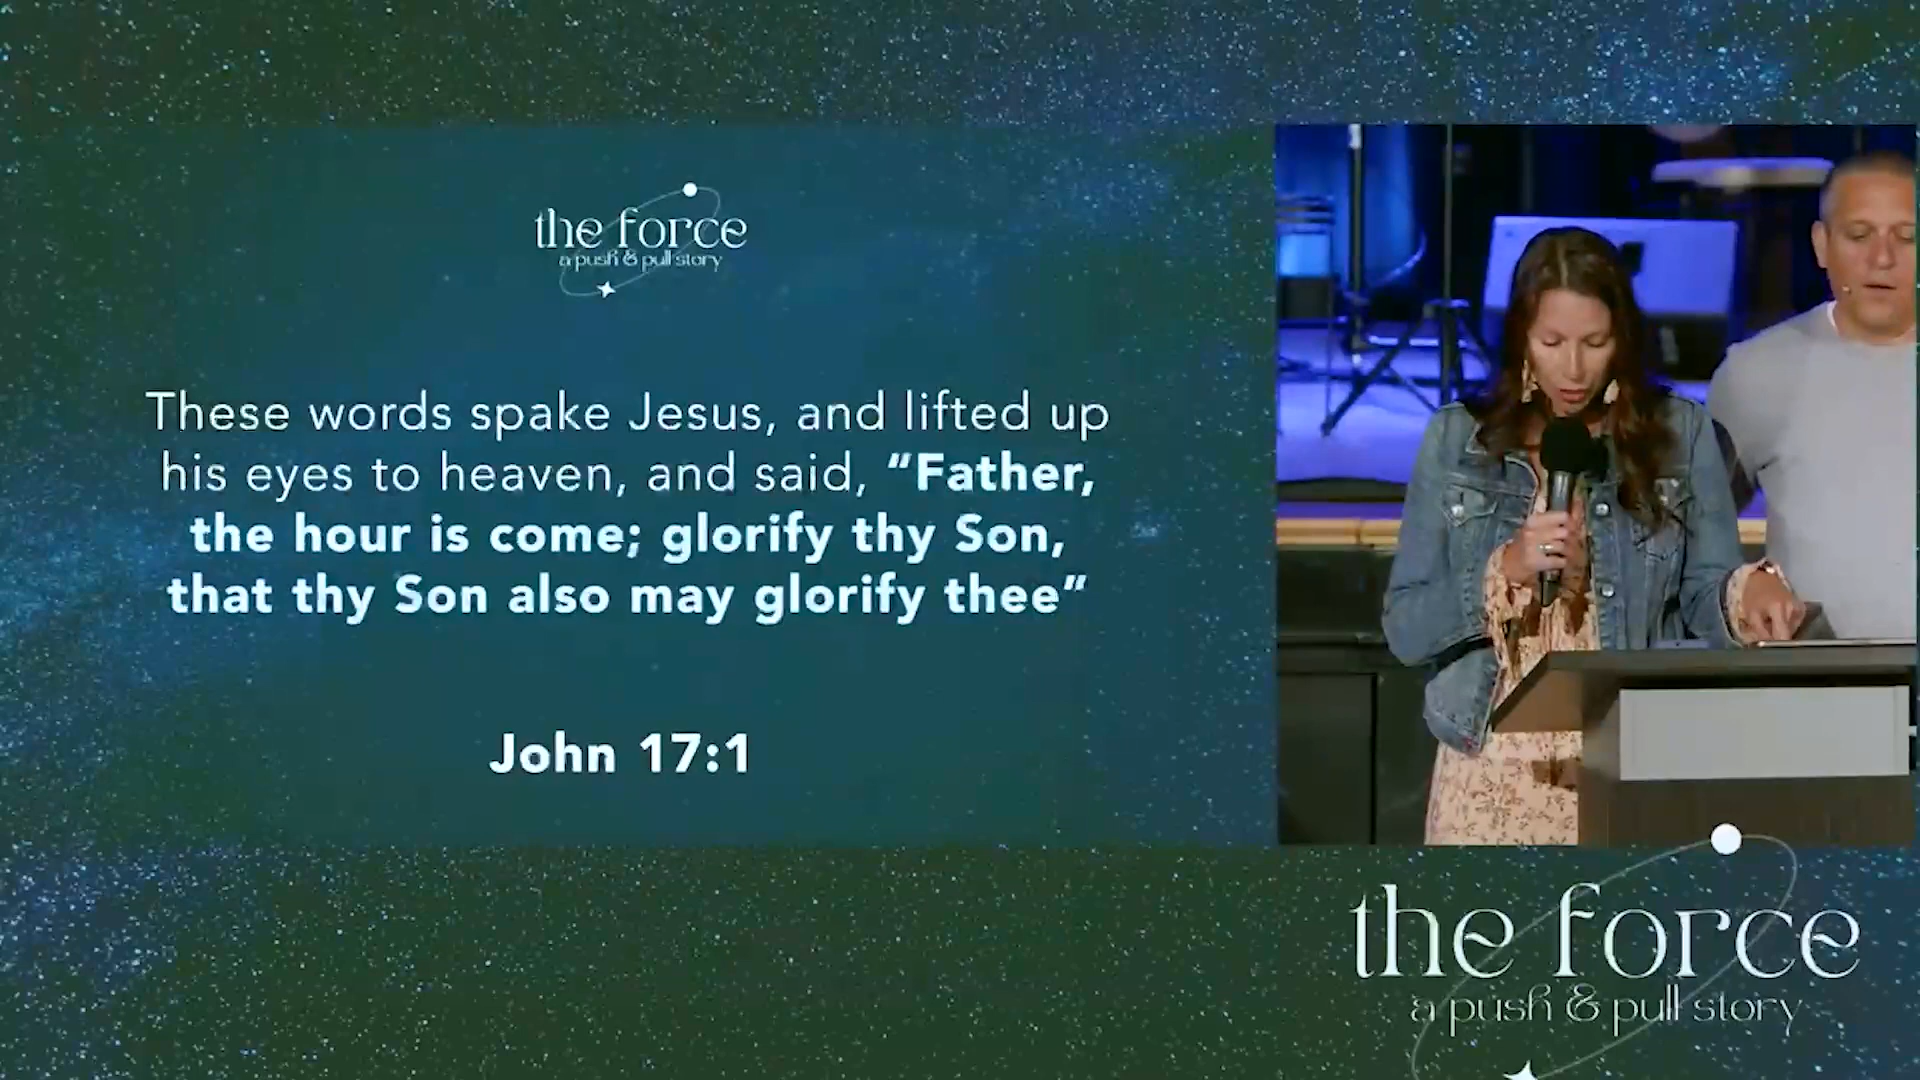 the force
a push & pull story
These words spake Jesus, and lifted up
his eyes to heaven, and said, “Father,
the hour is come; glorify thy Son,
that thy Son also may glorify thee”
John 17:1
the force
a push & pull story